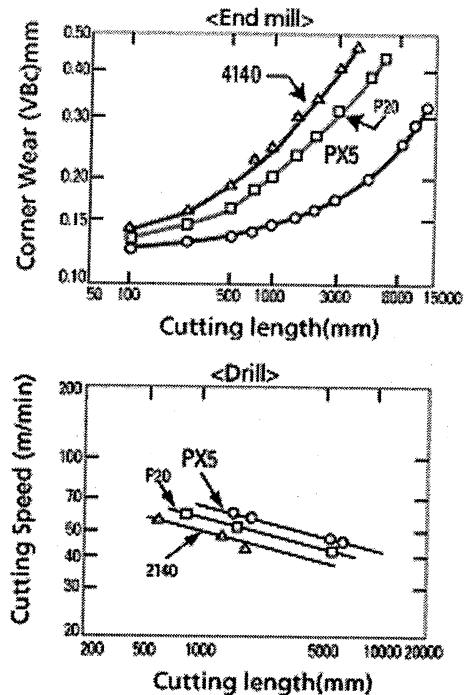 <End mill>
Corner Wear (VBc)mm
0.50
0.40
0.30
0.20
0.15
0.10
4140
P20
PX5
50 100 500 1000 3000 8000 15000
Cutting length(mm)
<Drill>
Cutting Speed (m/min)
200
100
70
50
40
20
P20
PX5
2140
200 500 1000 5000 10000 20000
Cutting length(mm)